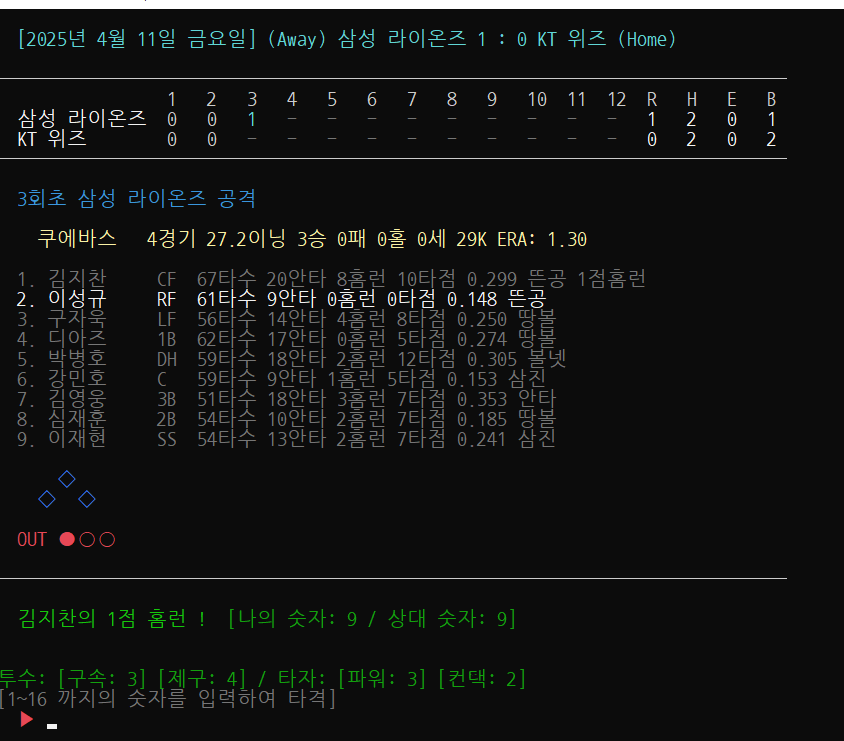 [2025년 4월 11일 금요일] (Away) 삼성 라이온즈 1 : 0 KT 위즈 (Home)
1 2 3 4 5 6 7 8 9 10 11 12 R H E B
삼성 라이온즈 0 0 1 - - - - - - - - - 1 2 0 1
KT 위즈 0 0 - - - - - - - - - - 0 2 0 2
3회초 삼성 라이온즈 공격
쿠에바스 4경기 27.2이닝 3승 0패 0홀 0세 29K ERA: 1.30
1. 김지찬 CF 67타수 20안타 8홈런 10타점 0.299 뜬공 1점홈런
2. 이성규 RF 61타수 9안타 0홈런 0타점 0.148 뜬공
3. 구자욱 LF 56타수 14안타 4홈런 8타점 0.250 땅볼
4. 디아즈 1B 62타수 17안타 0홈런 5타점 0.274 땅볼
5. 박병호 DH 59타수 18안타 2홈런 12타점 0.305 볼넷
6. 강민호 C 59타수 9안타 1홈런 5타점 0.153 삼진
7. 김영웅 3B 51타수 18안타 3홈런 7타점 0.353 안타
8. 심재훈 2B 54타수 10안타 2홈런 7타점 0.185 땅볼
9. 이재현 SS 54타수 13안타 2홈런 7타점 0.241 삼진
OUT ●○○
김지찬의 1점 홈런 ! [나의 숫자: 9 / 상대 숫자: 9]
투수: [구속: 3] [제구: 4] / 타자: [파워: 3] [컨택: 2]
[1~16 까지의 숫자를 입력하여 타격]